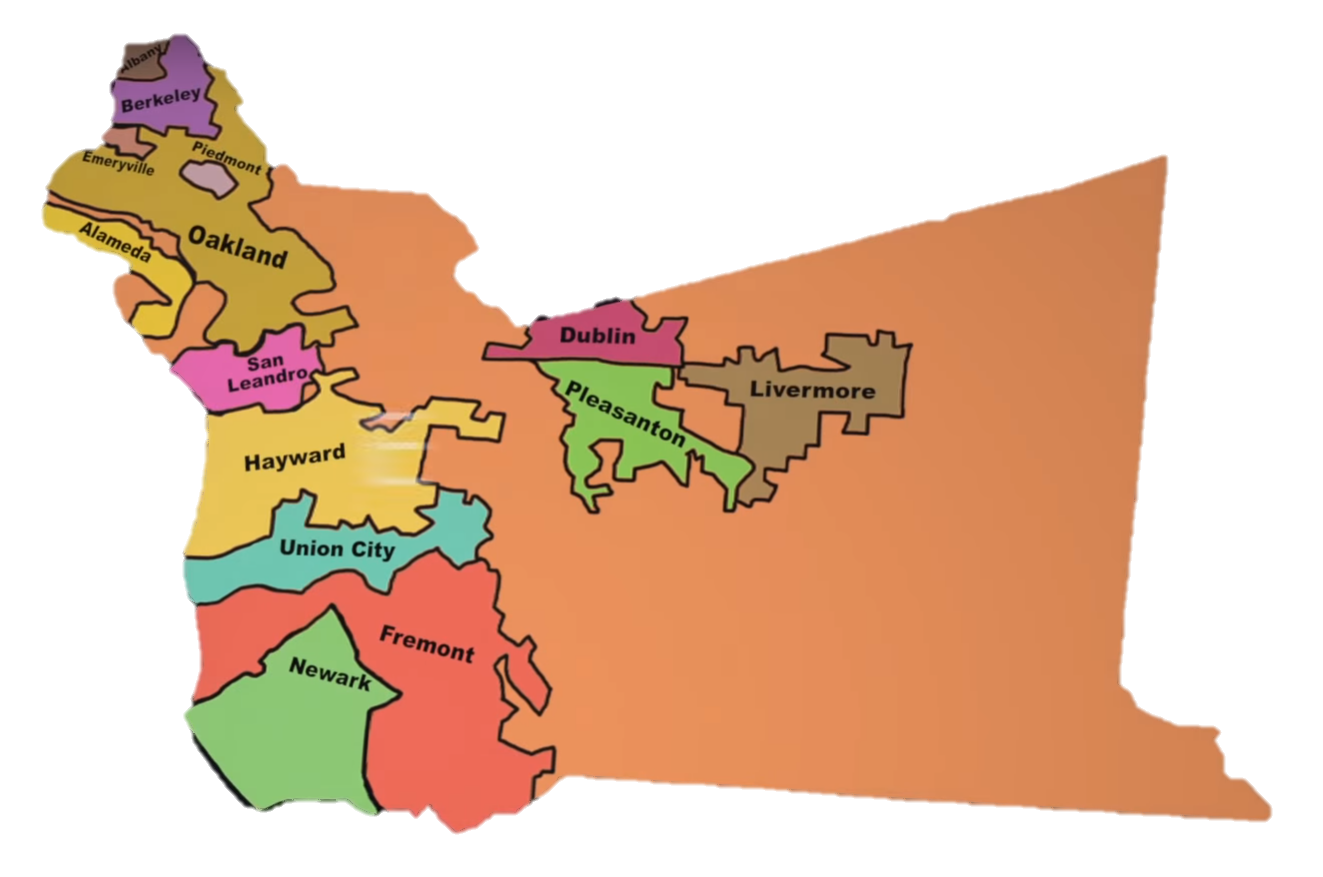 Albany
Berkeley
Emeryville
Piedmont
Alameda
Oakland
San
Leandro
Hayward
Union City
Fremont
Newark
Dublin
Pleasanton
Livermore